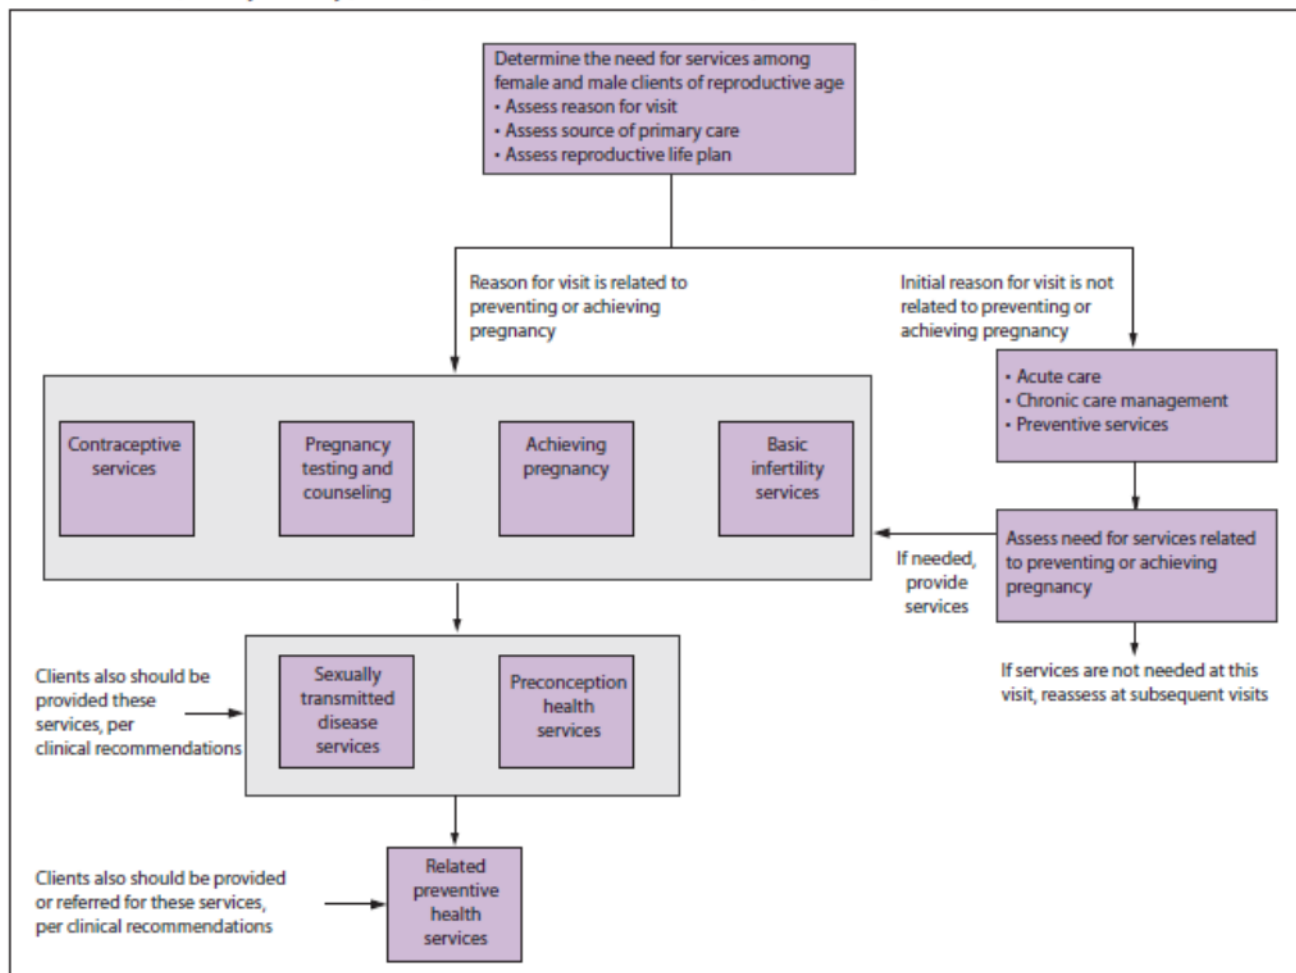 Determine the need for services among
female and male clients of reproductive age
• Assess reason for visit
• Assess source of primary care
• Assess reproductive life plan
Reason for visit is related to
preventing or achieving
pregnancy
Initial reason for visit is not
related to preventing or
achieving pregnancy
• Acute care
• Chronic care management
• Preventive services
Contraceptive
services
Pregnancy
testing and
counseling
Achieving
pregnancy
Basic
infertility
services
Assess need for services related
to preventing or achieving
pregnancy
If needed,
provide
services
If services are not needed at this
visit, reassess at subsequent visits
Clients also should be
provided these
services, per
clinical recommendations
Sexually
transmitted
disease
services
Preconception
health
services
Clients also should be provided
or referred for these services,
per clinical recommendations
Related
preventive
health
services